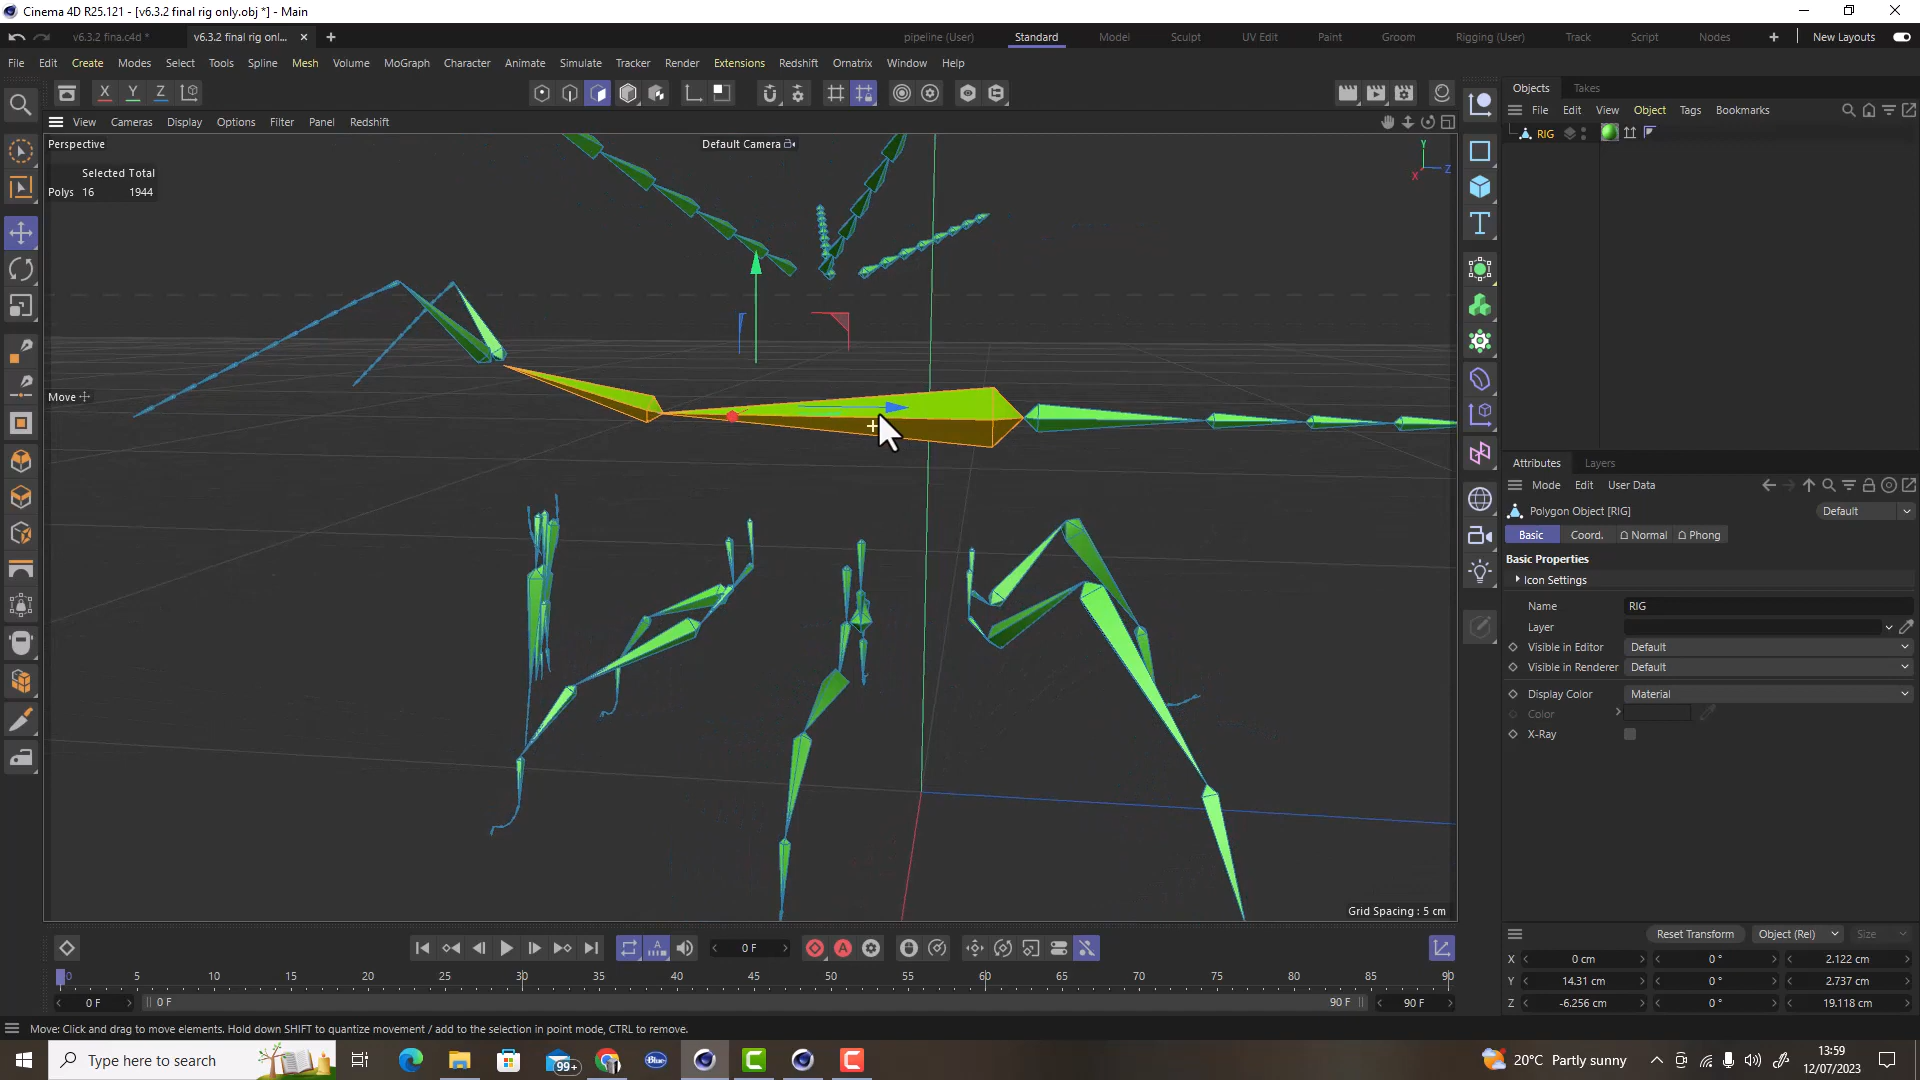 Cinema 4D R25.121 - [v6.3.2 final rig only.obj *] - Main
v6.3.2 fina.c4d *
v6.3.2 final rig onl...
pipeline (User)
Standard
Model
Sculpt
UV Edit
Paint
Groom
Rigging (User)
Track
Script
Nodes
New Layouts
File Edit Create Modes Select Tools Spline Mesh Volume MoGraph Character Animate Simulate Tracker Render Extensions Redshift Ornatrix Window Help
X Y Z
View Cameras Display Options Filter Panel Redshift
Perspective
Default Camera
Selected Total
Polys 16 1944
Y
Z
X
Move
Grid Spacing : 5 cm
Objects Takes
File Edit View Object Tags Bookmarks
RIG
Attributes Layers
Mode Edit User Data
Polygon Object [RIG]
Default
Basic Coord. Normal Phong
Basic Properties
Icon Settings
Name RIG
Layer
Visible in Editor Default
Visible in Renderer Default
Display Color Material
Color
X-Ray
0 F
0 5 10 15 20 25 30 35 40 45 50 55 60 65 70 75 80 85 90
0 F 0 F 90 F 90 F
Reset Transform Object (Rel) Size
X 0 cm 0 ° 2.122 cm
Y 14.31 cm 0 ° 2.737 cm
Z -6.256 cm 0 ° 19.118 cm
Move: Click and drag to move elements. Hold down SHIFT to quantize movement / add to the selection in point mode, CTRL to remove.
Type here to search
99+
Blue
20°C Partly sunny
13:59
12/07/2023